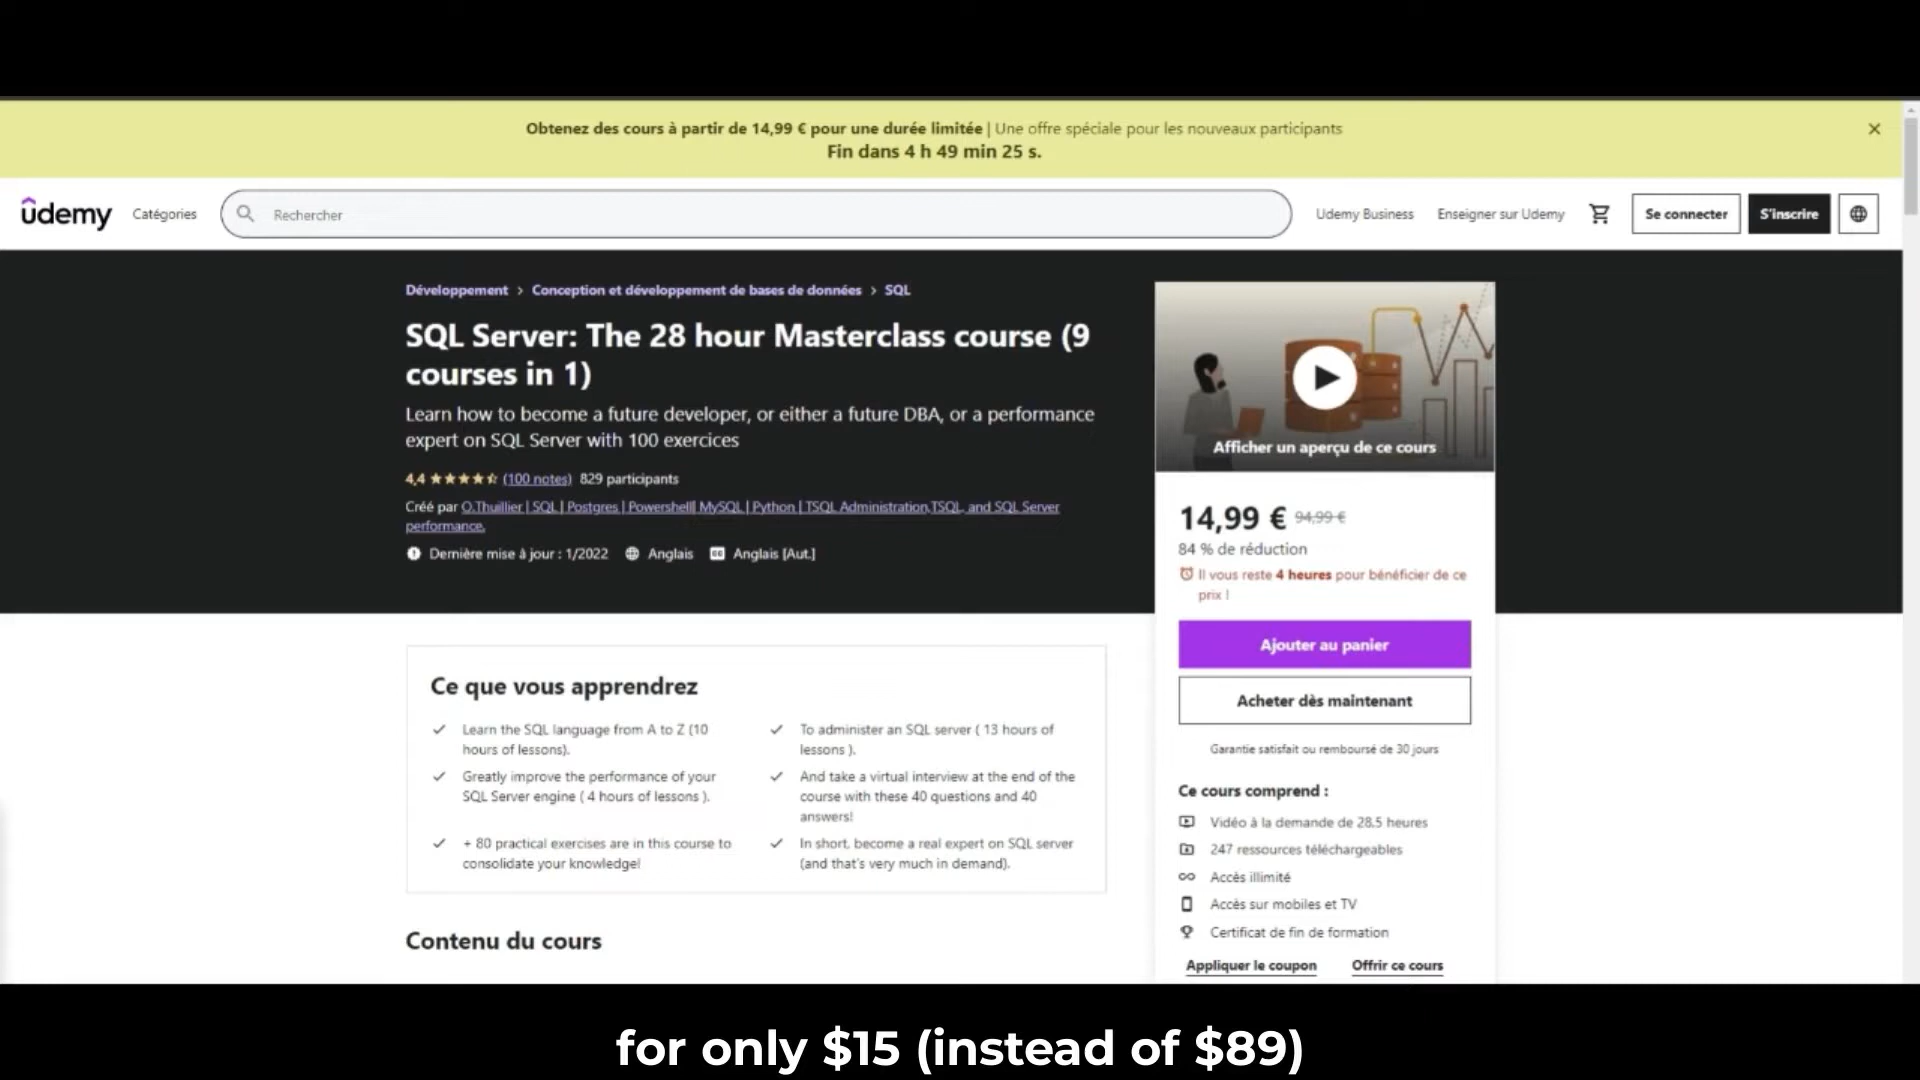 Obtenez des cours à partir de 14,99 € pour une durée limitée | Une offre spéciale pour les nouveaux participants
Fin dans 4 h 49 min 25 s.
ûdemy
Catégories
Rechercher
Udemy Business
Enseigner sur Udemy
Se connecter
S'inscrire
Développement > Conception et développement de bases de données > SQL
SQL Server: The 28 hour Masterclass course (9
courses in 1)
Learn how to become a future developer, or either a future DBA, or a performance
expert on SQL Server with 100 exercices
4,4 (100 notes) 829 participants
Créé par O.Thuillier | SQL | Postgres | Powershell| MySQL | Python | TSQL Administration,TSQL, and SQL Server
performance.
Dernière mise à jour : 1/2022 Anglais CC Anglais [Aut.]
Afficher un aperçu de ce cours
14,99 € 94,99 €
84 % de réduction
Il vous reste 4 heures pour bénéficier de ce
prix !
Ajouter au panier
Acheter dès maintenant
Garantie satisfait ou remboursé de 30 jours
Ce cours comprend :
Vidéo à la demande de 28.5 heures
247 ressources téléchargeables
Accès illimité
Accès sur mobiles et TV
Certificat de fin de formation
Appliquer le coupon
Offrir ce cours
Ce que vous apprendrez
Learn the SQL language from A to Z (10
hours of lessons).
Greatly improve the performance of your
SQL Server engine ( 4 hours of lessons ).
+ 80 practical exercises are in this course to
consolidate your knowledge!
To administer an SQL server ( 13 hours of
lessons ).
And take a virtual interview at the end of the
course with these 40 questions and 40
answers!
In short, become a real expert on SQL server
(and that's very much in demand).
Contenu du cours
for only $15 (instead of $89)